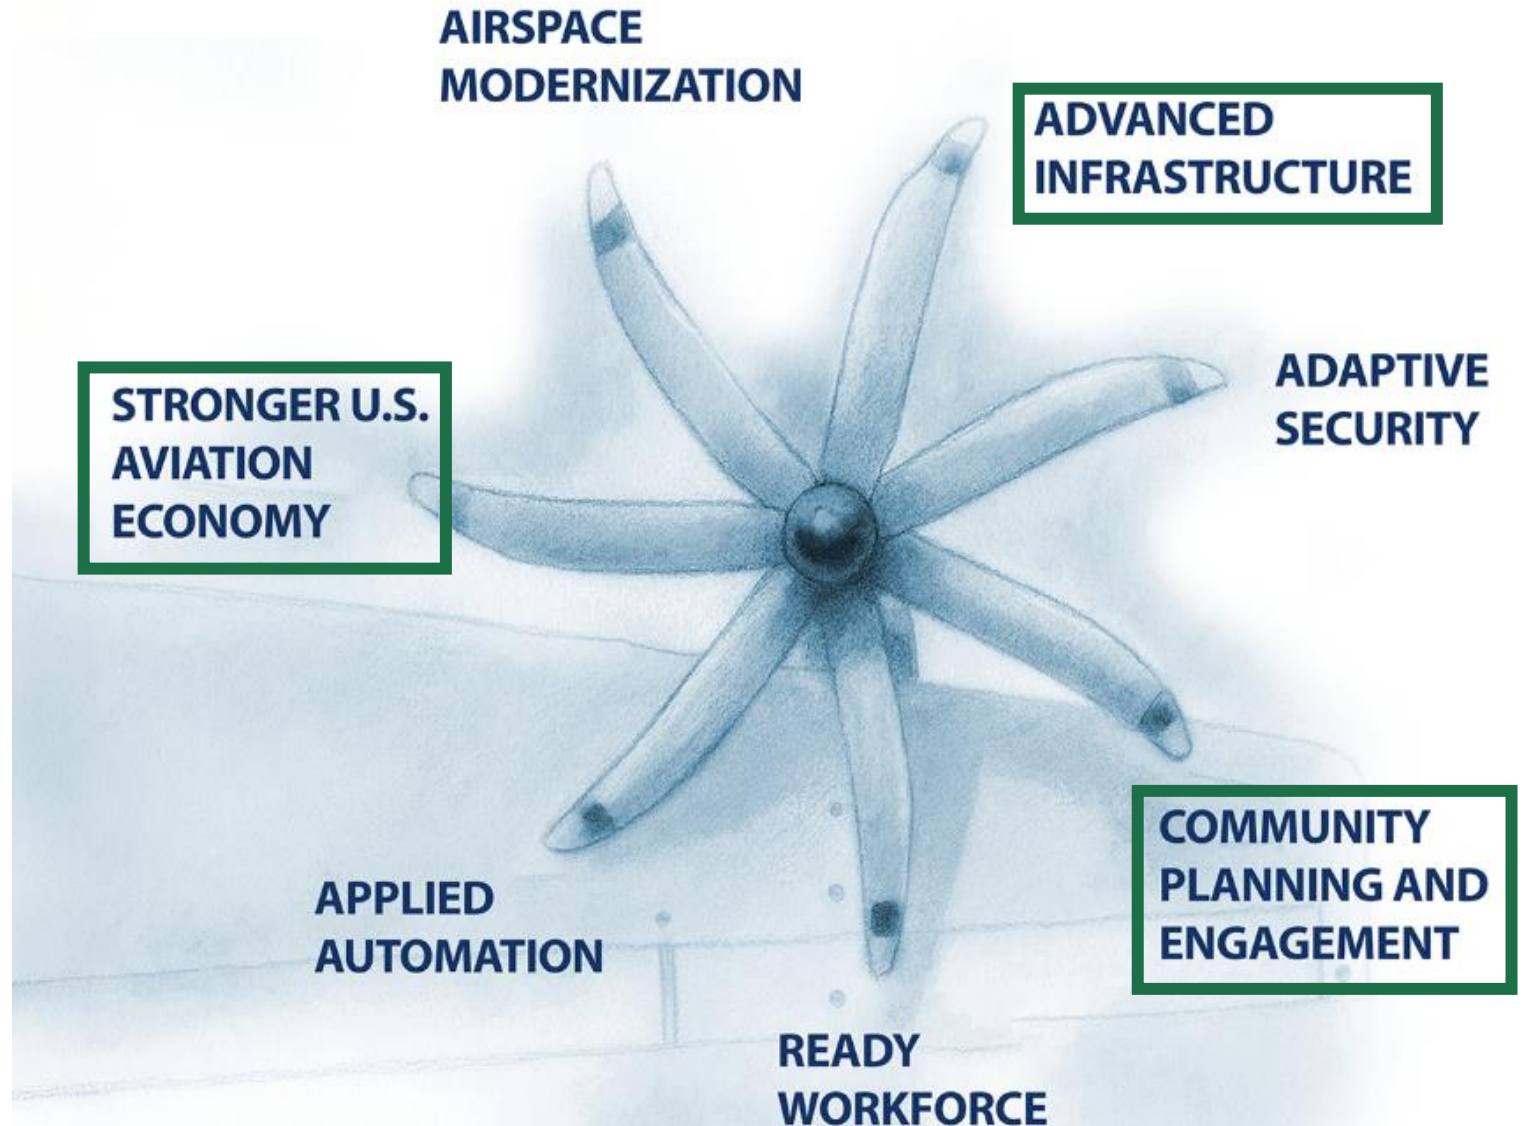 AIRSPACE
MODERNIZATION
ADVANCED
INFRASTRUCTURE
ADAPTIVE
SECURITY
STRONGER U.S.
AVIATION
ECONOMY
COMMUNITY
PLANNING AND
ENGAGEMENT
APPLIED
AUTOMATION
READY
WORKFORCE